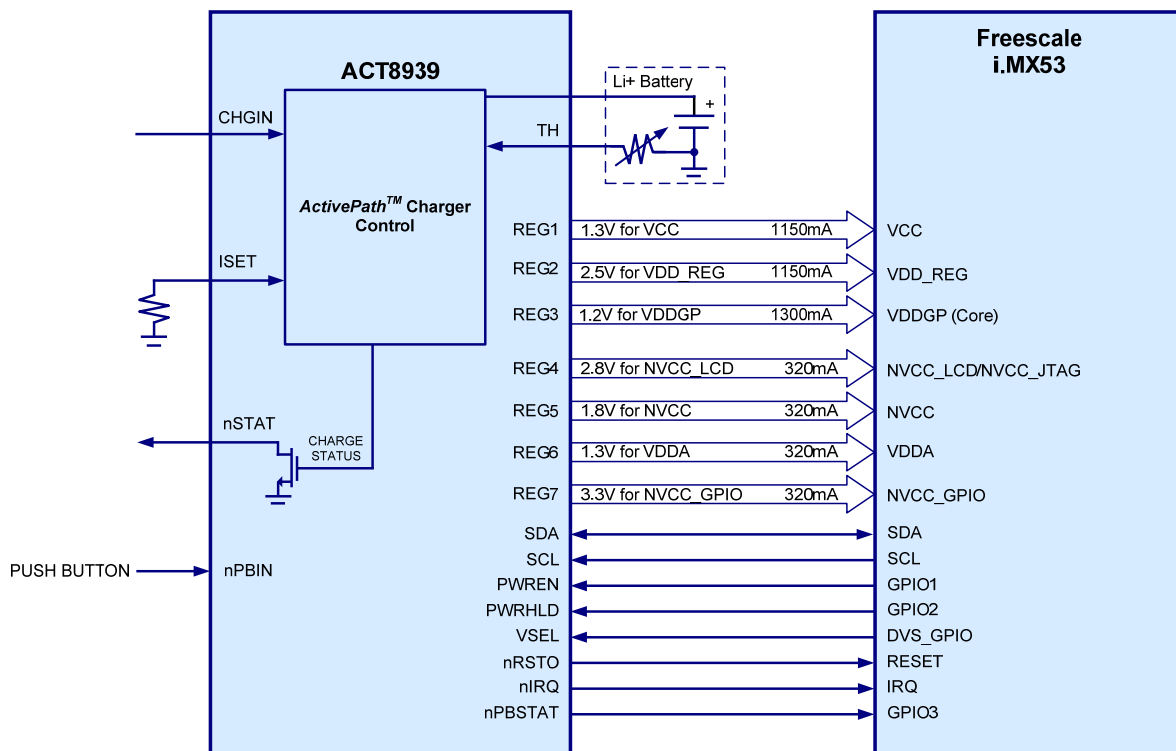 Freescale
i.MX53
ACT8939
Li+ Battery
+
CHGIN
TH
ActivePath™ Charger
Control
REG1 1.3V for VCC 1150mA VCC
ISET
REG2 2.5V for VDD_REG 1150mA VDD_REG
REG3 1.2V for VDDGP 1300mA VDDGP (Core)
REG4 2.8V for NVCC_LCD 320mA NVCC_LCD/NVCC_JTAG
REG5 1.8V for NVCC 320mA NVCC
nSTAT
CHARGE
STATUS
REG6 1.3V for VDDA 320mA VDDA
REG7 3.3V for NVCC_GPIO 320mA NVCC_GPIO
SDA SDA
SCL SCL
PUSH BUTTON nPBIN
PWREN GPIO1
PWRHLD GPIO2
VSEL DVS_GPIO
nRSTO RESET
nIRQ IRQ
nPBSTAT GPIO3